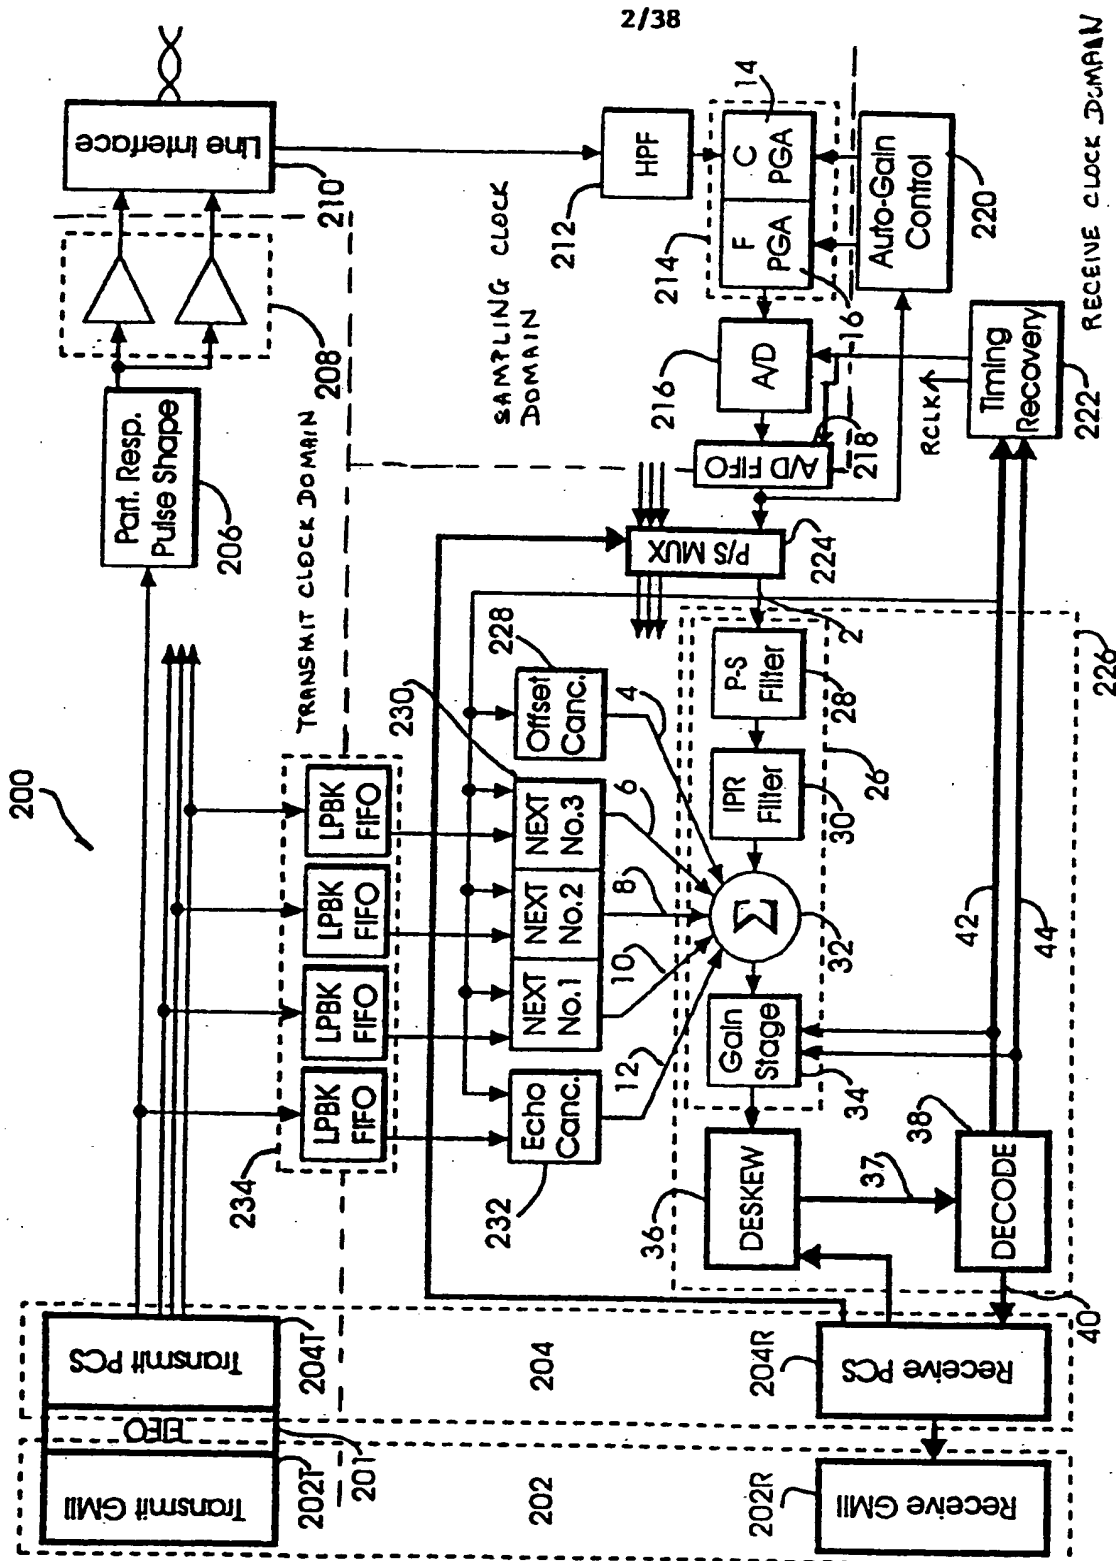 2/38
Line Interface
210
208
Part. Resp.
Pulse Shape
206
TRANSMIT CLOCK DOMAIN
SAMPLING CLOCK
DOMAIN
RECEIVE CLOCK DOMAIN
200
HPF
212
C
PGA
14
F
PGA
16
214
Auto-Gain
Control
220
A/D
216
A/D FIFO
218
RCLK
Timing
Recovery
222
P/S MUX
224
2
LPBK
FIFO
LPBK
FIFO
LPBK
FIFO
LPBK
FIFO
234
Offset
Canc.
228
230
NEXT
No.3
NEXT
No.2
NEXT
No.1
Echo
Canc.
232
4
6
8
10
12
P-S
Filter
28
IPR
Filter
30
26
Σ
32
Gain
Stage
34
DESKEW
36
37
DECODE
38
40
42
44
226
Transmit PCS
204T
FIFO
201
Transmit GMII
202T
204
202
Receive PCS
204R
Receive GMII
202R